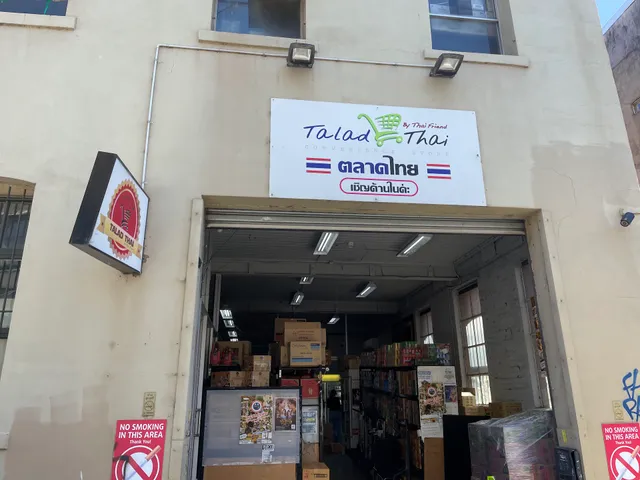 By Thai Friend
Talad Thai
CONVENIENCE STORE
ตลาดไทย
เชิญด้านในค่ะ
TALAD THAI
NO SMOKING
IN THIS AREA
Thank You!
NO SMOKING
IN THIS AREA
Thank You!